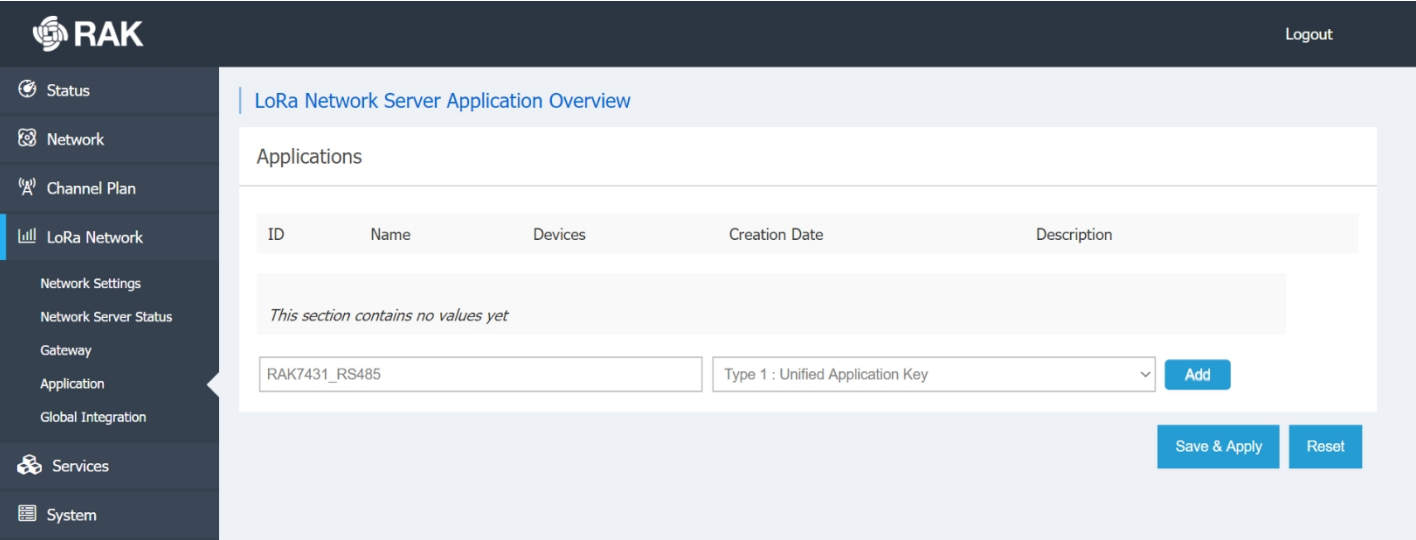 RAK
Logout
Status
Network
Channel Plan
LoRa Network
Network Settings
Network Server Status
Gateway
Application
Global Integration
Services
System
LoRa Network Server Application Overview
Applications
ID Name Devices Creation Date Description
This section contains no values yet
RAK7431_RS485 Type 1 : Unified Application Key Add
Save & Apply Reset